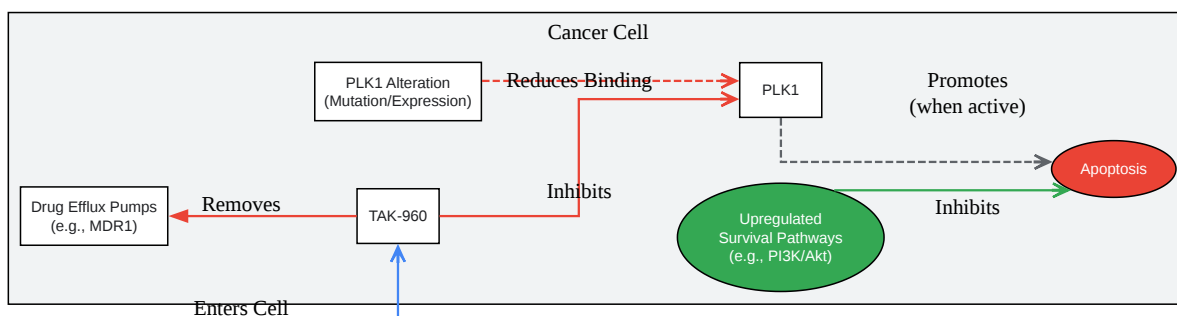 Cancer Cell
PLK1 Alteration
(Mutation/Expression)
Reduces Binding
PLK1
Promotes
(when active)
Apoptosis
Drug Efflux Pumps
(e.g., MDR1)
Removes
TAK-960
Inhibits
Upregulated
Survival Pathways
(e.g., PI3K/Akt)
Inhibits
Enters Cell